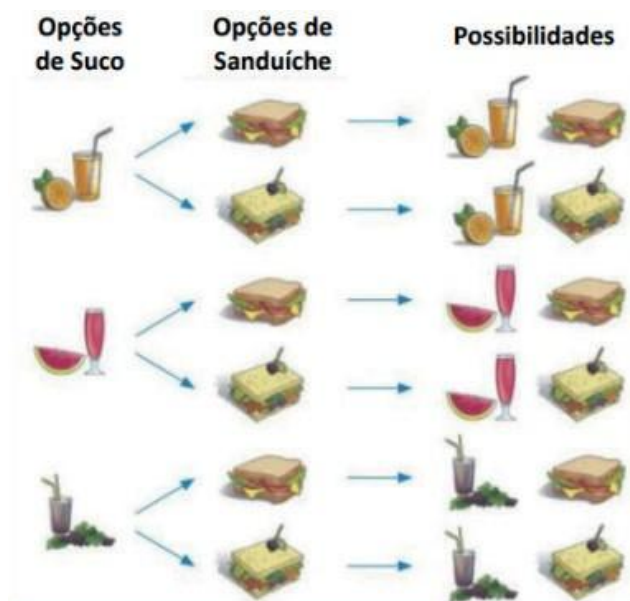 Opções
de Suco
Opções de
Sanduíche
Possibilidades